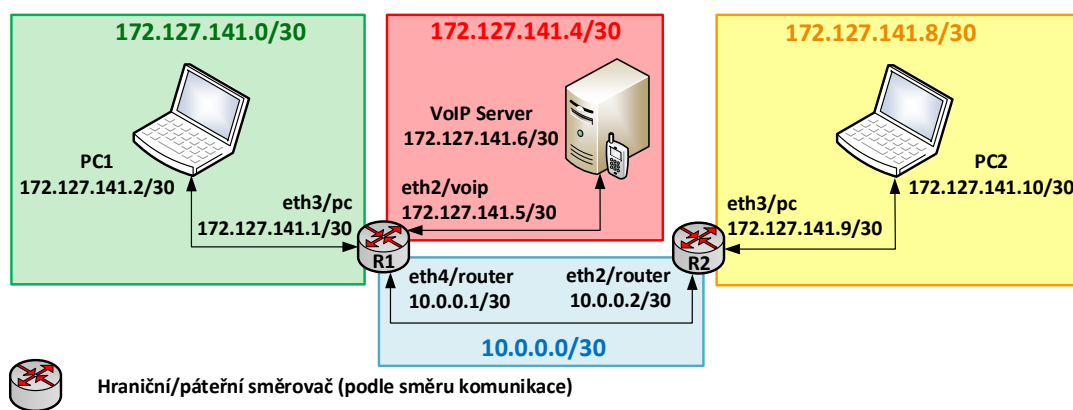 172.127.141.0/30
172.127.141.4/30
172.127.141.8/30
VoIP Server
172.127.141.6/30
PC1
172.127.141.2/30
PC2
172.127.141.10/30
eth3/pc
172.127.141.1/30
eth2/voip
172.127.141.5/30
eth3/pc
172.127.141.9/30
R1
R2
eth4/router
10.0.0.1/30
eth2/router
10.0.0.2/30
10.0.0.0/30
Hraniční/páteřní směrovač (podle směru komunikace)